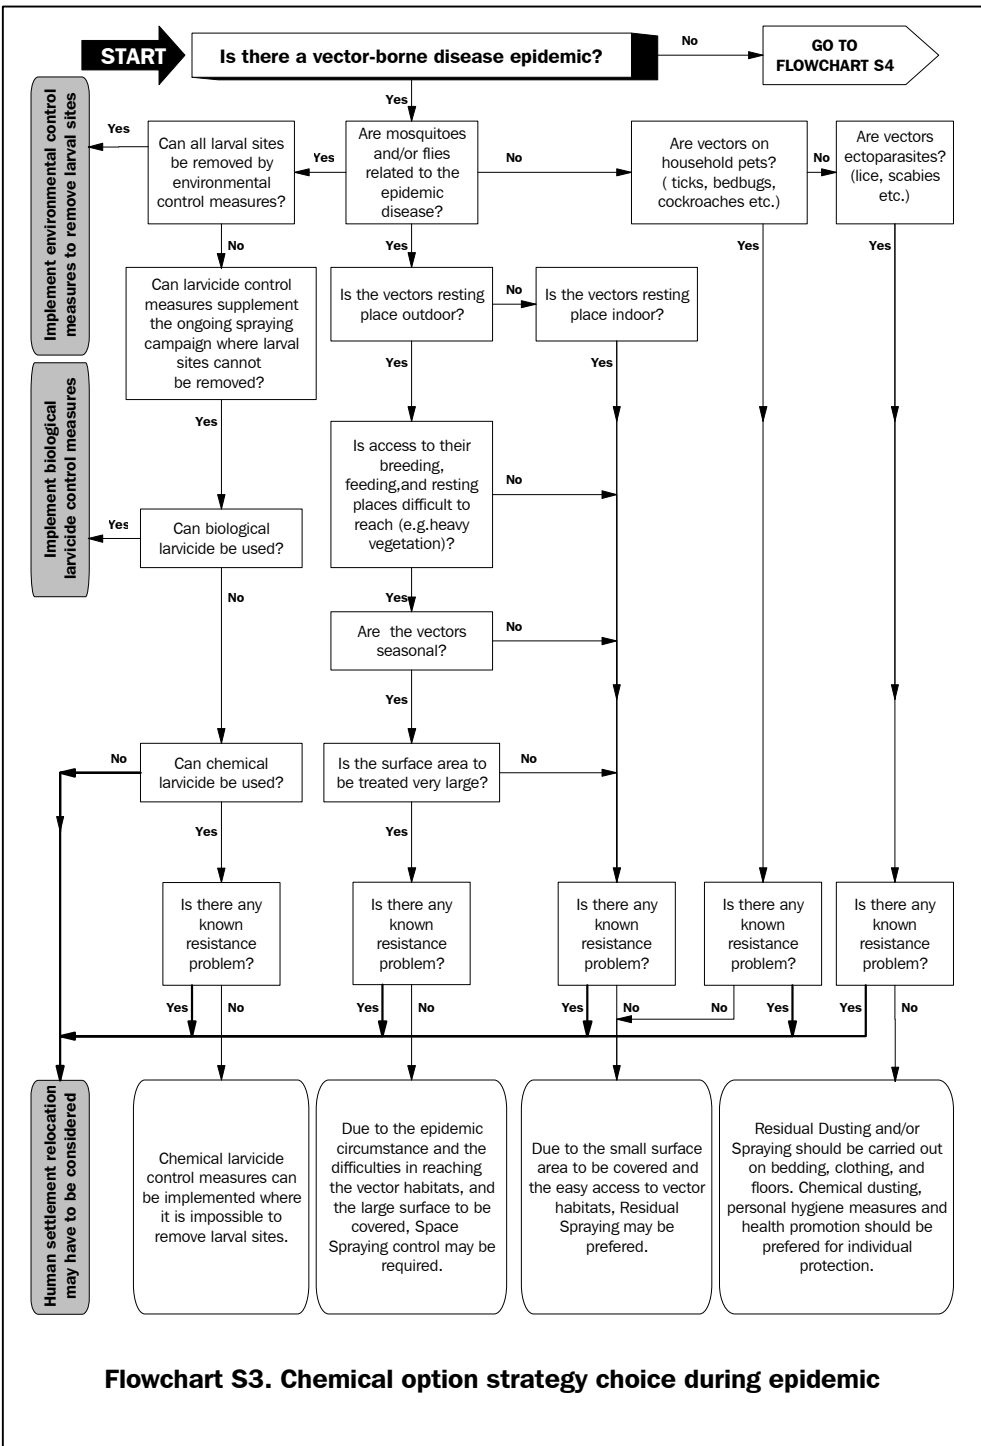 START
Is there a vector-borne disease epidemic?
No
GO TO
FLOWCHART S4
Yes
Implement environmental control
measures to remove larval sites
Yes
Can all larval sites
be removed by
environmental
control measures?
Yes
Are mosquitoes
and/or flies
related to the
epidemic
disease?
No
Are vectors on
household pets?
( ticks, bedbugs,
cockroaches etc.)
No
Are vectors
ectoparasites?
(lice, scabies
etc.)
No
Yes
Yes
Yes
Can larvicide control
measures supplement
the ongoing spraying
campaign where larval
sites cannot
be removed?
Is the vectors resting
place outdoor?
No
Is the vectors resting
place indoor?
Yes
Yes
Yes
Implement biological
larvicide control measures
Is access to their
breeding,
feeding,and resting
places difficult to
reach (e.g.heavy
vegetation)?
No
Yes
Can biological
larvicide be used?
No
Yes
Are the vectors
seasonal?
No
Yes
No
Can chemical
larvicide be used?
Is the surface area to
be treated very large?
No
Yes
Yes
Is there any
known
resistance
problem?
Is there any
known
resistance
problem?
Is there any
known
resistance
problem?
Is there any
known
resistance
problem?
Is there any
known
resistance
problem?
Yes
No
Yes
No
Yes
No
No
Yes
Yes
No
Human settlement relocation
may have to be considered
Chemical larvicide
control measures can
be implemented where
it is impossible to
remove larval sites.
Due to the epidemic
circumstance and the
difficulties in reaching
the vector habitats, and
the large surface to be
covered, Space
Spraying control may be
required.
Due to the small surface
area to be covered and
the easy access to vector
habitats, Residual
Spraying may be
prefered.
Residual Dusting and/or
Spraying should be carried out
on bedding, clothing, and
floors. Chemical dusting,
personal hygiene measures and
health promotion should be
prefered for individual
protection.
Flowchart S3. Chemical option strategy choice during epidemic